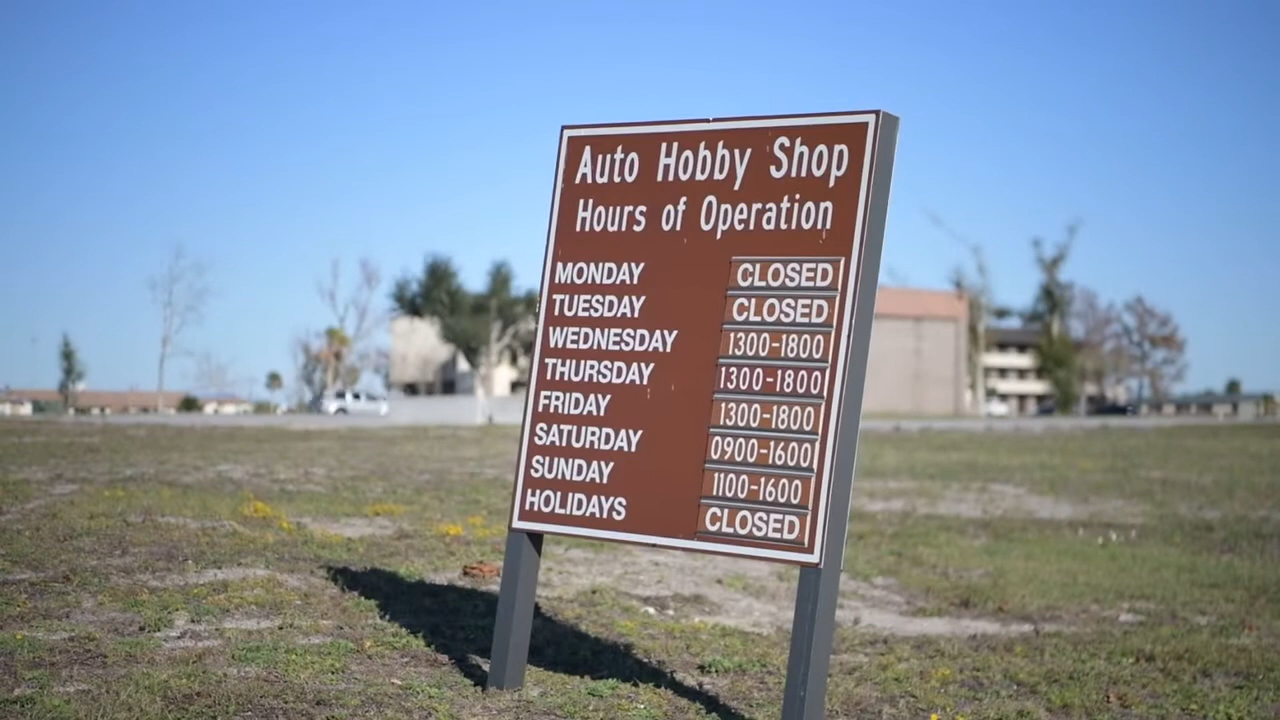 Auto Hobby Shop
Hours of Operation
MONDAY CLOSED
TUESDAY CLOSED
WEDNESDAY 1300-1800
THURSDAY 1300-1800
FRIDAY 1300-1800
SATURDAY 0900-1600
SUNDAY 1100-1600
HOLIDAYS CLOSED